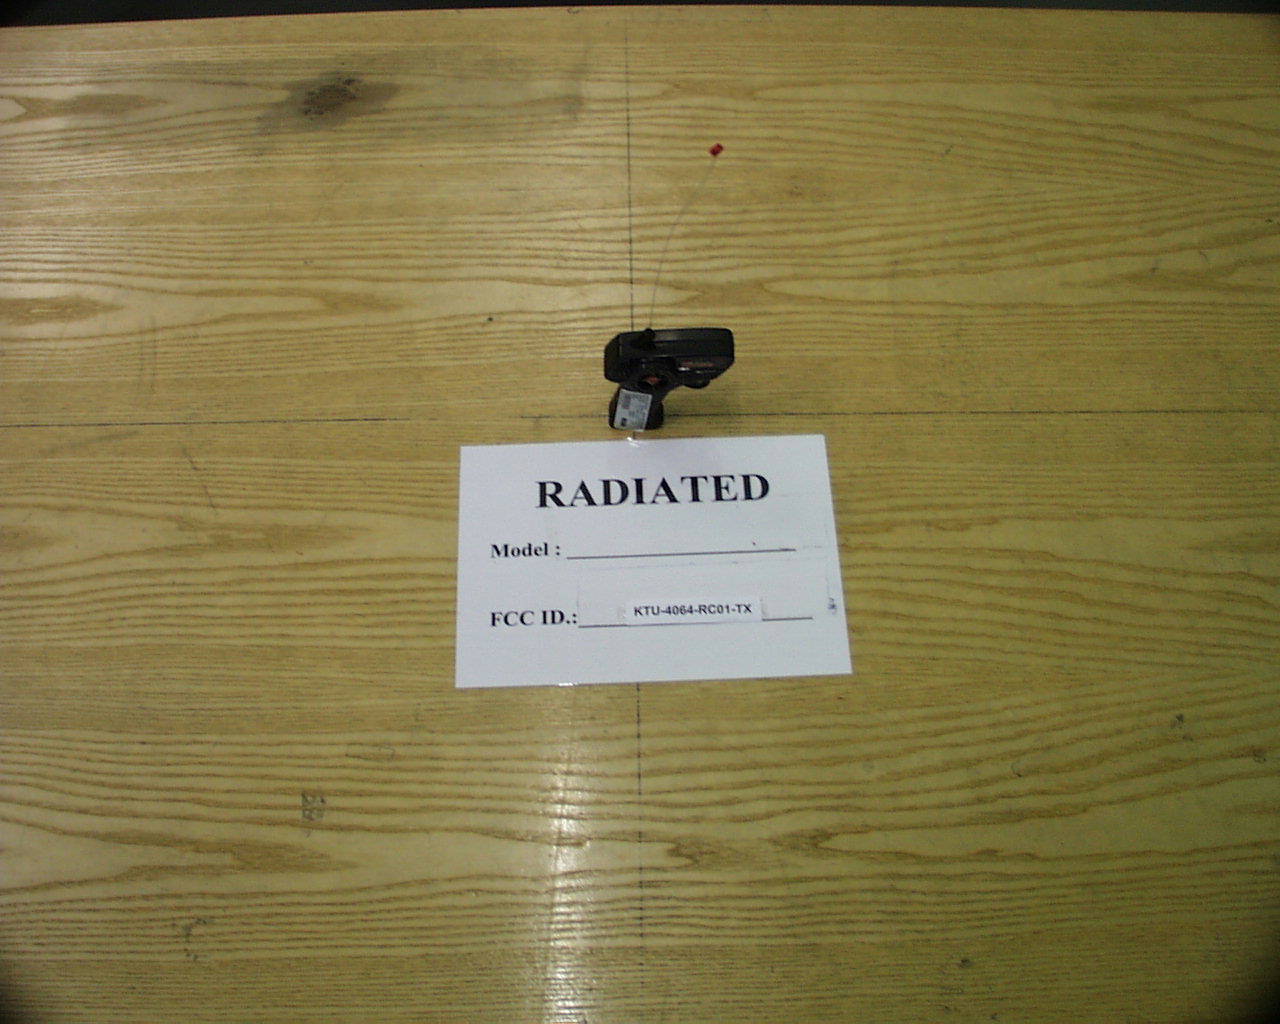 RADIATED
Model :
FCC ID.: KTU-4064-RC01-TX